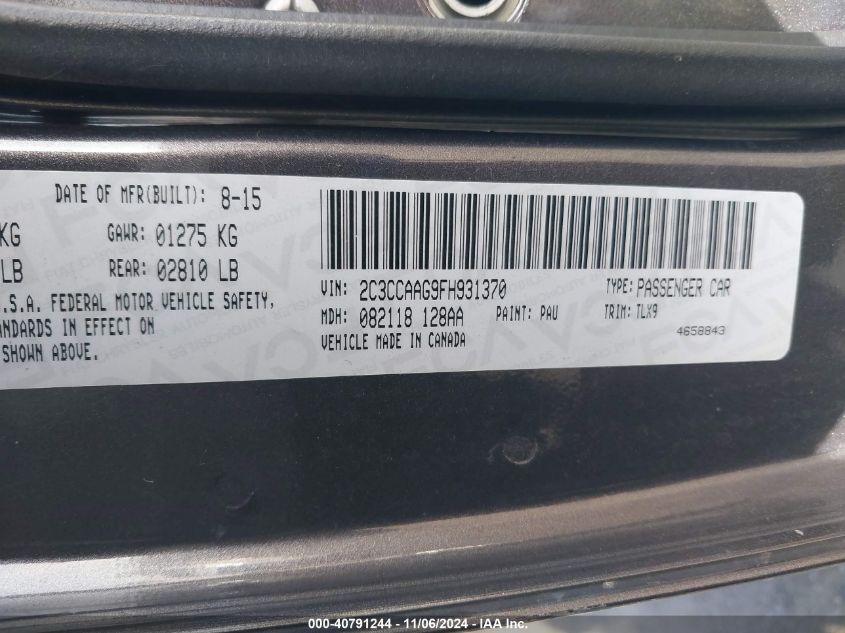 DATE OF MFR(BUILT): 8-15
KG GAWR: 01275 KG
LB REAR: 02810 LB
.S.A. FEDERAL MOTOR VEHICLE SAFETY,
ANDARDS IN EFFECT ON
SHOWN ABOVE.
VIN: 2C3CCAAG9FH931370 TYPE: PASSENGER CAR
MDH: 082118 128AA PAINT: PAU TRIM: TLX9
VEHICLE MADE IN CANADA 4658843
000-40791244 - 11/06/2024 - IAA Inc.